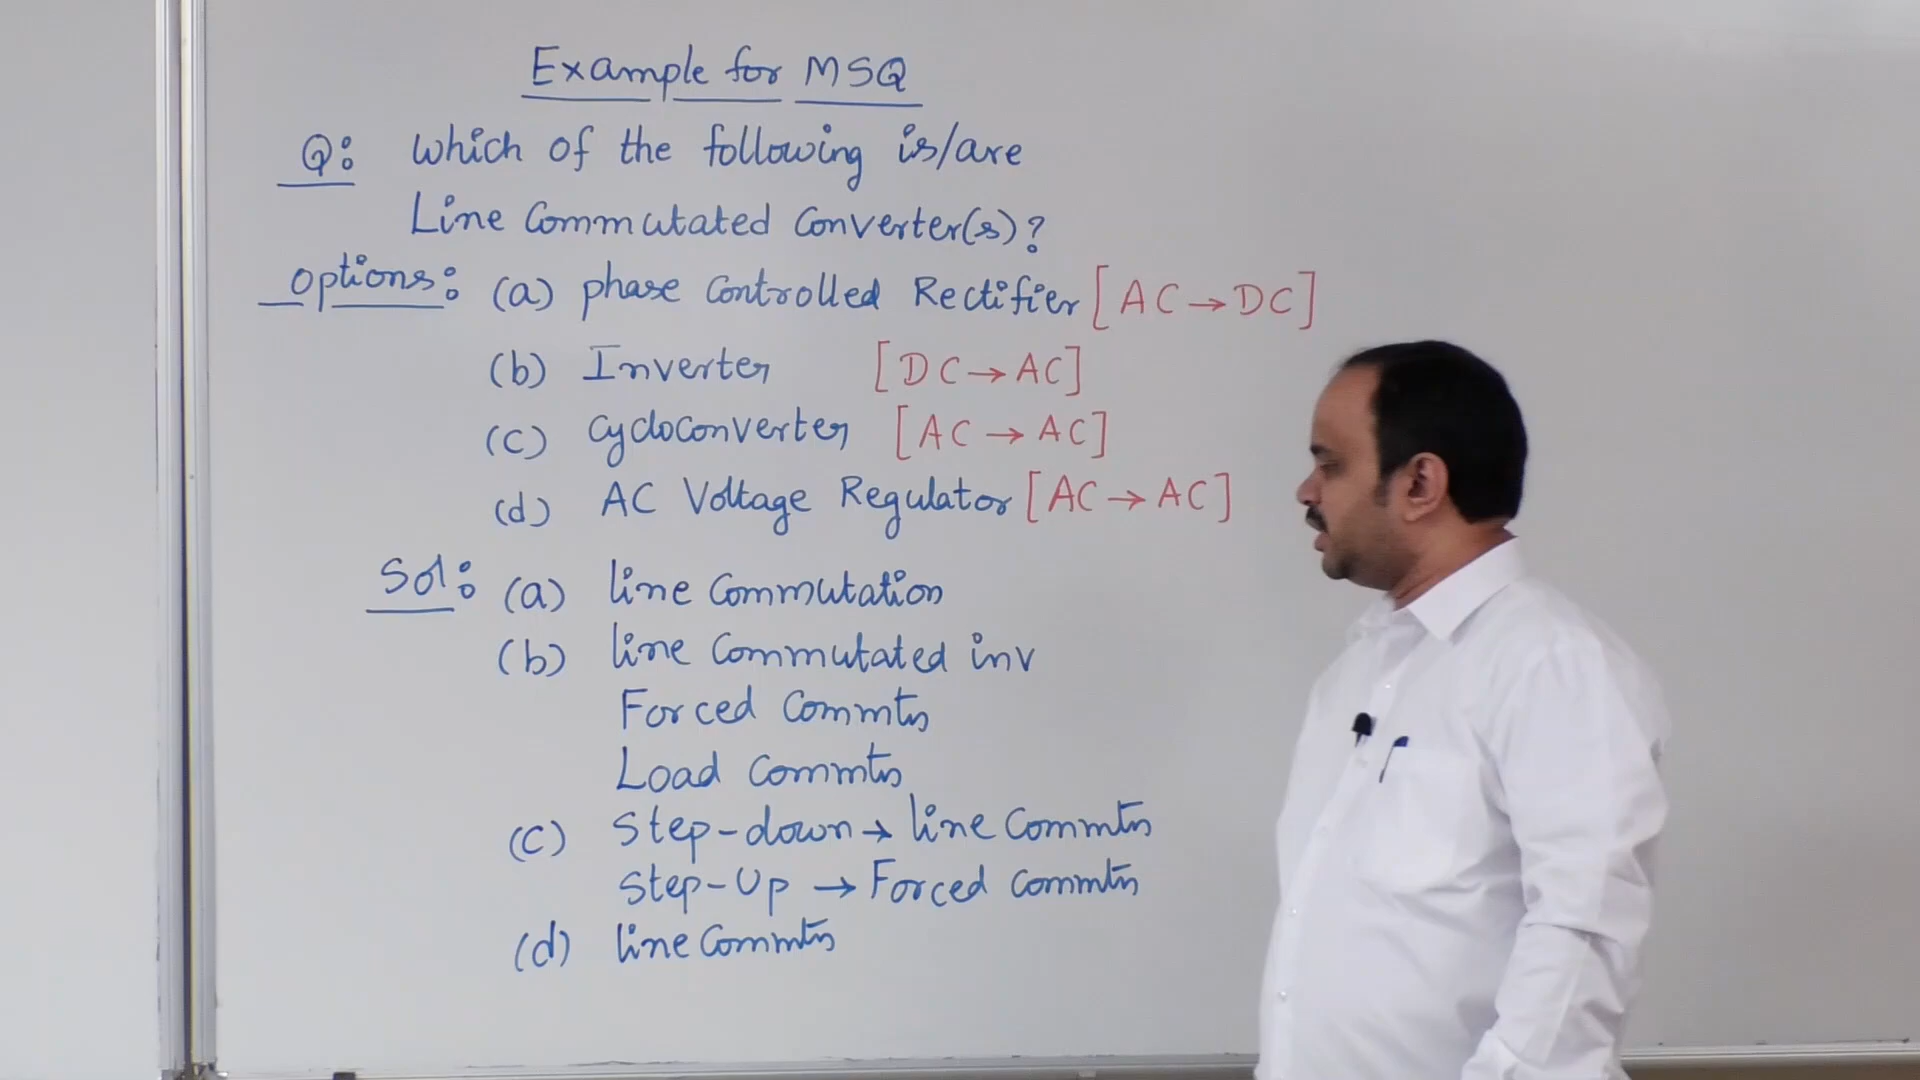 Example for MSQ
Q: which of the following is/are
Line Commutated Converter(s)?
options: (a) phase Controlled Rectifier [AC→DC]
(b) Inverter [DC→AC]
(c) Cycloconverter [AC→AC]
(d) AC Voltage Regulator [AC→AC]
Sol: (a) line Commutation
(b) line Commutated inv
Forced Commtn
Load Commtn
(c) Step-down→ line Commtn
Step-Up → Forced Commtn
(d) line Commtn